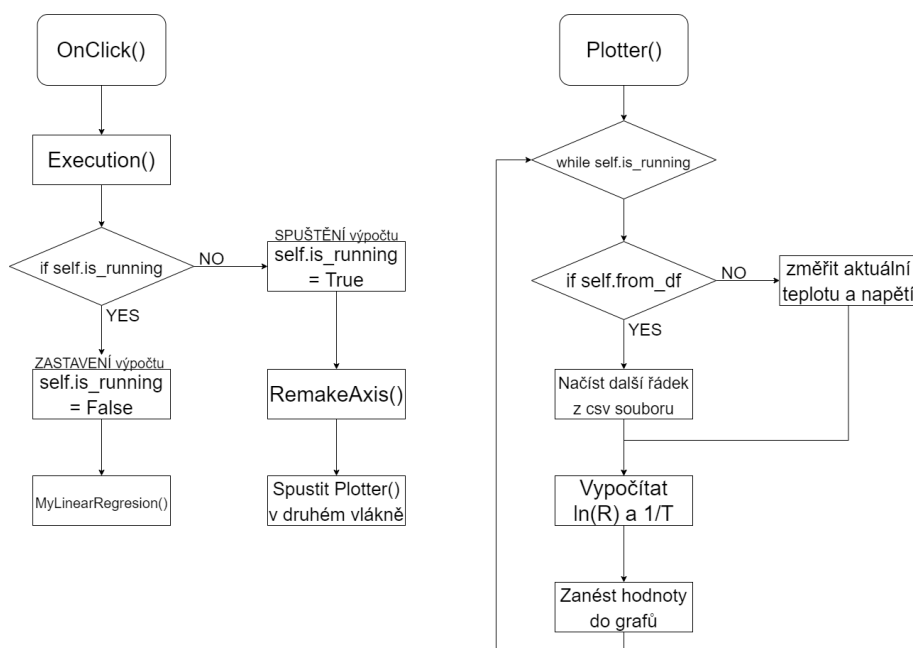 OnClick()
Execution()
if self.is_running
NO
YES
SPUŠTĚNÍ výpočtu
self.is_running
= True
ZASTAVENÍ výpočtu
self.is_running
= False
RemakeAxis()
MyLinearRegresion()
Spustit Plotter()
v druhém vlákně
Plotter()
while self.is_running
if self.from_df
NO
YES
změřit aktuální
teplotu a napětí
Načíst další řádek
z csv souboru
Vypočítat
ln(R) a 1/T
Zanést hodnoty
do grafů